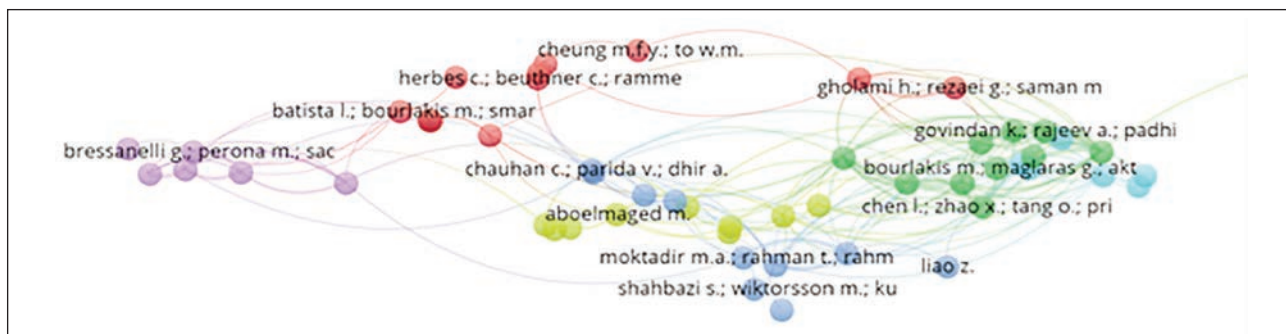 cheung m.f.y.; to w.m.
herbes c.; beuthner c.; ramme
gholami h.; rezaei g.; saman m
batista l.; bourlakis m.; smar
govindan k.; rajeev a.; padhi
bressanelli g.; perona m.; sac
chauhan c.; parida v.; dhir a.
bourlakis m.; maglaras g.; akt
aboelmaged m.
chen l.; zhao x.; tang o.; pri
moktadir m.a.; rahman t.; rahm
liao z.
shahbazi s.; wiktorsson m.; ku